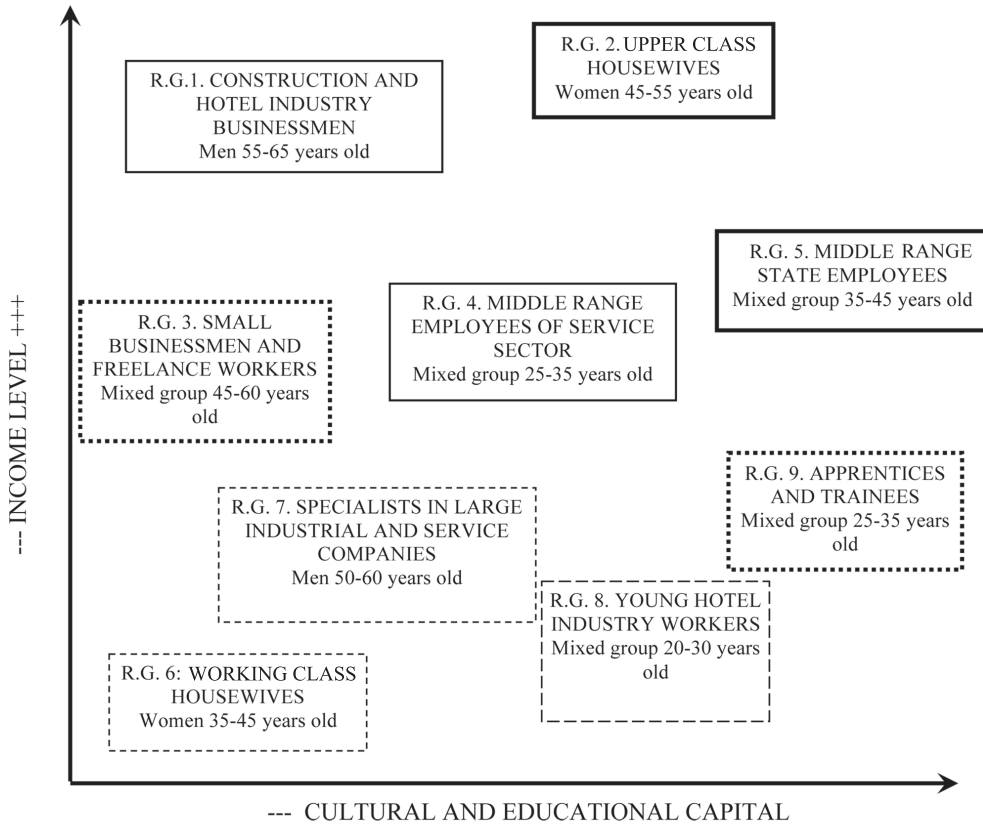 R.G.1. CONSTRUCTION AND
HOTEL INDUSTRY
BUSINESSMEN
Men 55-65 years old
R.G. 2. UPPER CLASS
HOUSEWIVES
Women 45-55 years old
R.G. 3. SMALL
BUSINESSMEN AND
FREELANCE WORKERS
Mixed group 45-60 years
old
R.G. 4. MIDDLE RANGE
EMPLOYEES OF SERVICE
SECTOR
Mixed group 25-35 years old
R.G. 5. MIDDLE RANGE
STATE EMPLOYEES
Mixed group 35-45 years old
R.G. 7. SPECIALISTS IN LARGE
INDUSTRIAL AND SERVICE
COMPANIES
Men 50-60 years old
R.G. 9. APPRENTICES
AND TRAINEES
Mixed group 25-35 years
old
R.G. 8. YOUNG HOTEL
INDUSTRY WORKERS
Mixed group 20-30 years
old
R.G. 6: WORKING CLASS
HOUSEWIVES
Women 35-45 years old
--- INCOME LEVEL +++
--- CULTURAL AND EDUCATIONAL CAPITAL